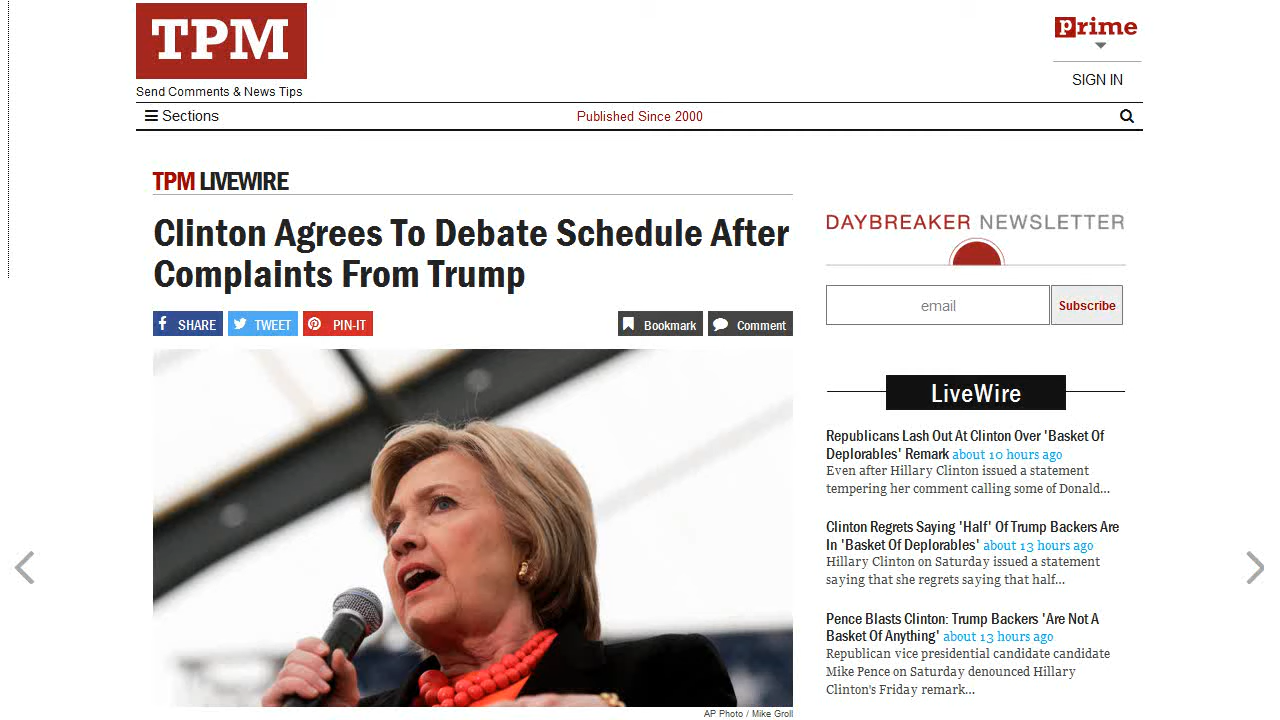 TPM
Send Comments & News Tips
prime
SIGN IN
Sections
Published Since 2000
TPM LIVEWIRE
Clinton Agrees To Debate Schedule After
Complaints From Trump
SHARE
TWEET
PIN-IT
Bookmark
Comment
AP Photo / Mike Groll
DAYBREAKER NEWSLETTER
email
Subscribe
LiveWire
Republicans Lash Out At Clinton Over 'Basket Of
Deplorables' Remark about 10 hours ago
Even after Hillary Clinton issued a statement
tempering her comment calling some of Donald...
Clinton Regrets Saying 'Half' Of Trump Backers Are
In 'Basket Of Deplorables' about 13 hours ago
Hillary Clinton on Saturday issued a statement
saying that she regrets saying that half...
Pence Blasts Clinton: Trump Backers 'Are Not A
Basket Of Anything' about 13 hours ago
Republican vice presidential candidate candidate
Mike Pence on Saturday denounced Hillary
Clinton's Friday remark...